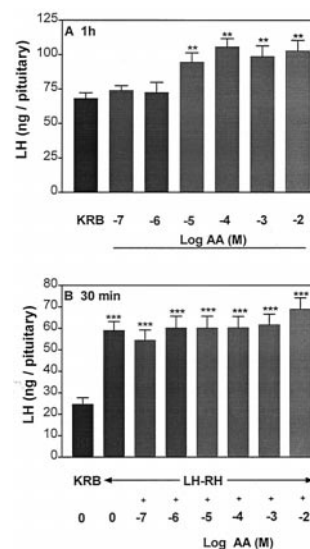 A 1h
LH (ng / pituitary)
125
100
75
50
25
0
** ** ** **
KRB -7 -6 -5 -4 -3 -2
Log AA (M)
B 30 min
LH (ng / pituitary)
80
70
60
50
40
30
20
10
0
*** *** *** *** *** *** ***
KRB LH-RH
+ + + + + +
0 0 -7 -6 -5 -4 -3 -2
Log AA (M)